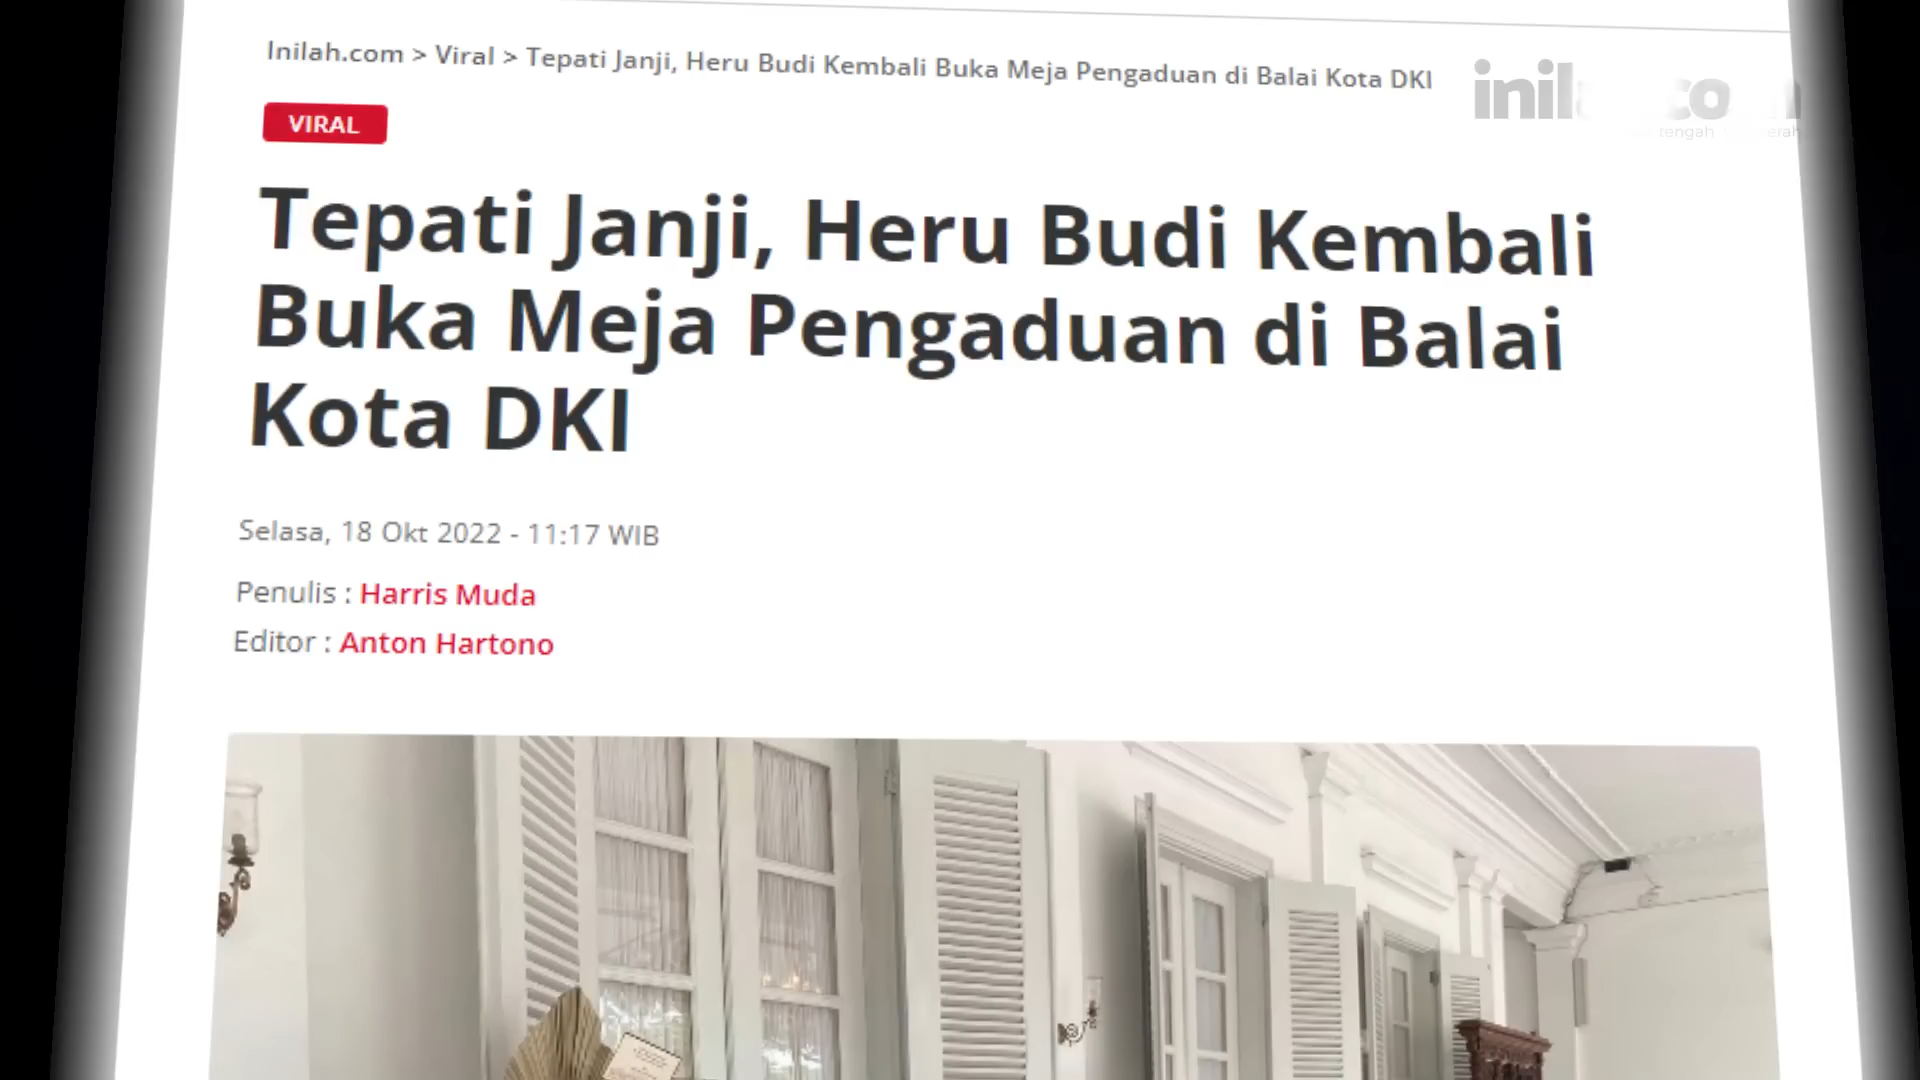 Inilah.com > Viral > Tepati Janji, Heru Budi Kembali Buka Meja Pengaduan di Balai Kota DKI
VIRAL
Tepati Janji, Heru Budi Kembali
Buka Meja Pengaduan di Balai
Kota DKI
Selasa, 18 Okt 2022 - 11:17 WIB
Penulis : Harris Muda
Editor : Anton Hartono